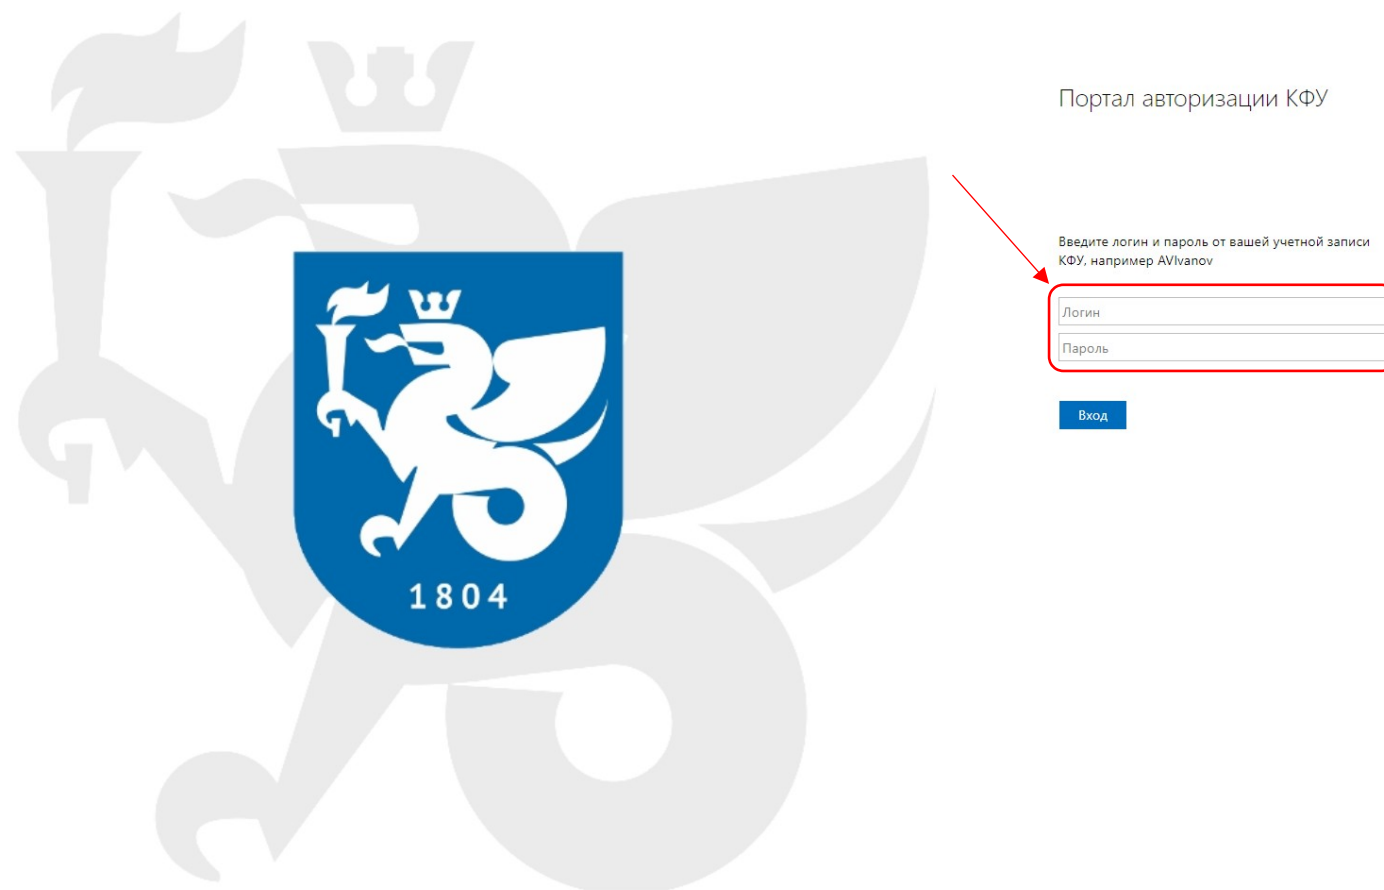 Портал авторизации КФУ
Введите логин и пароль от вашей учетной записи
КФУ, например AVIvanov
Логин
Пароль
Вход
1804